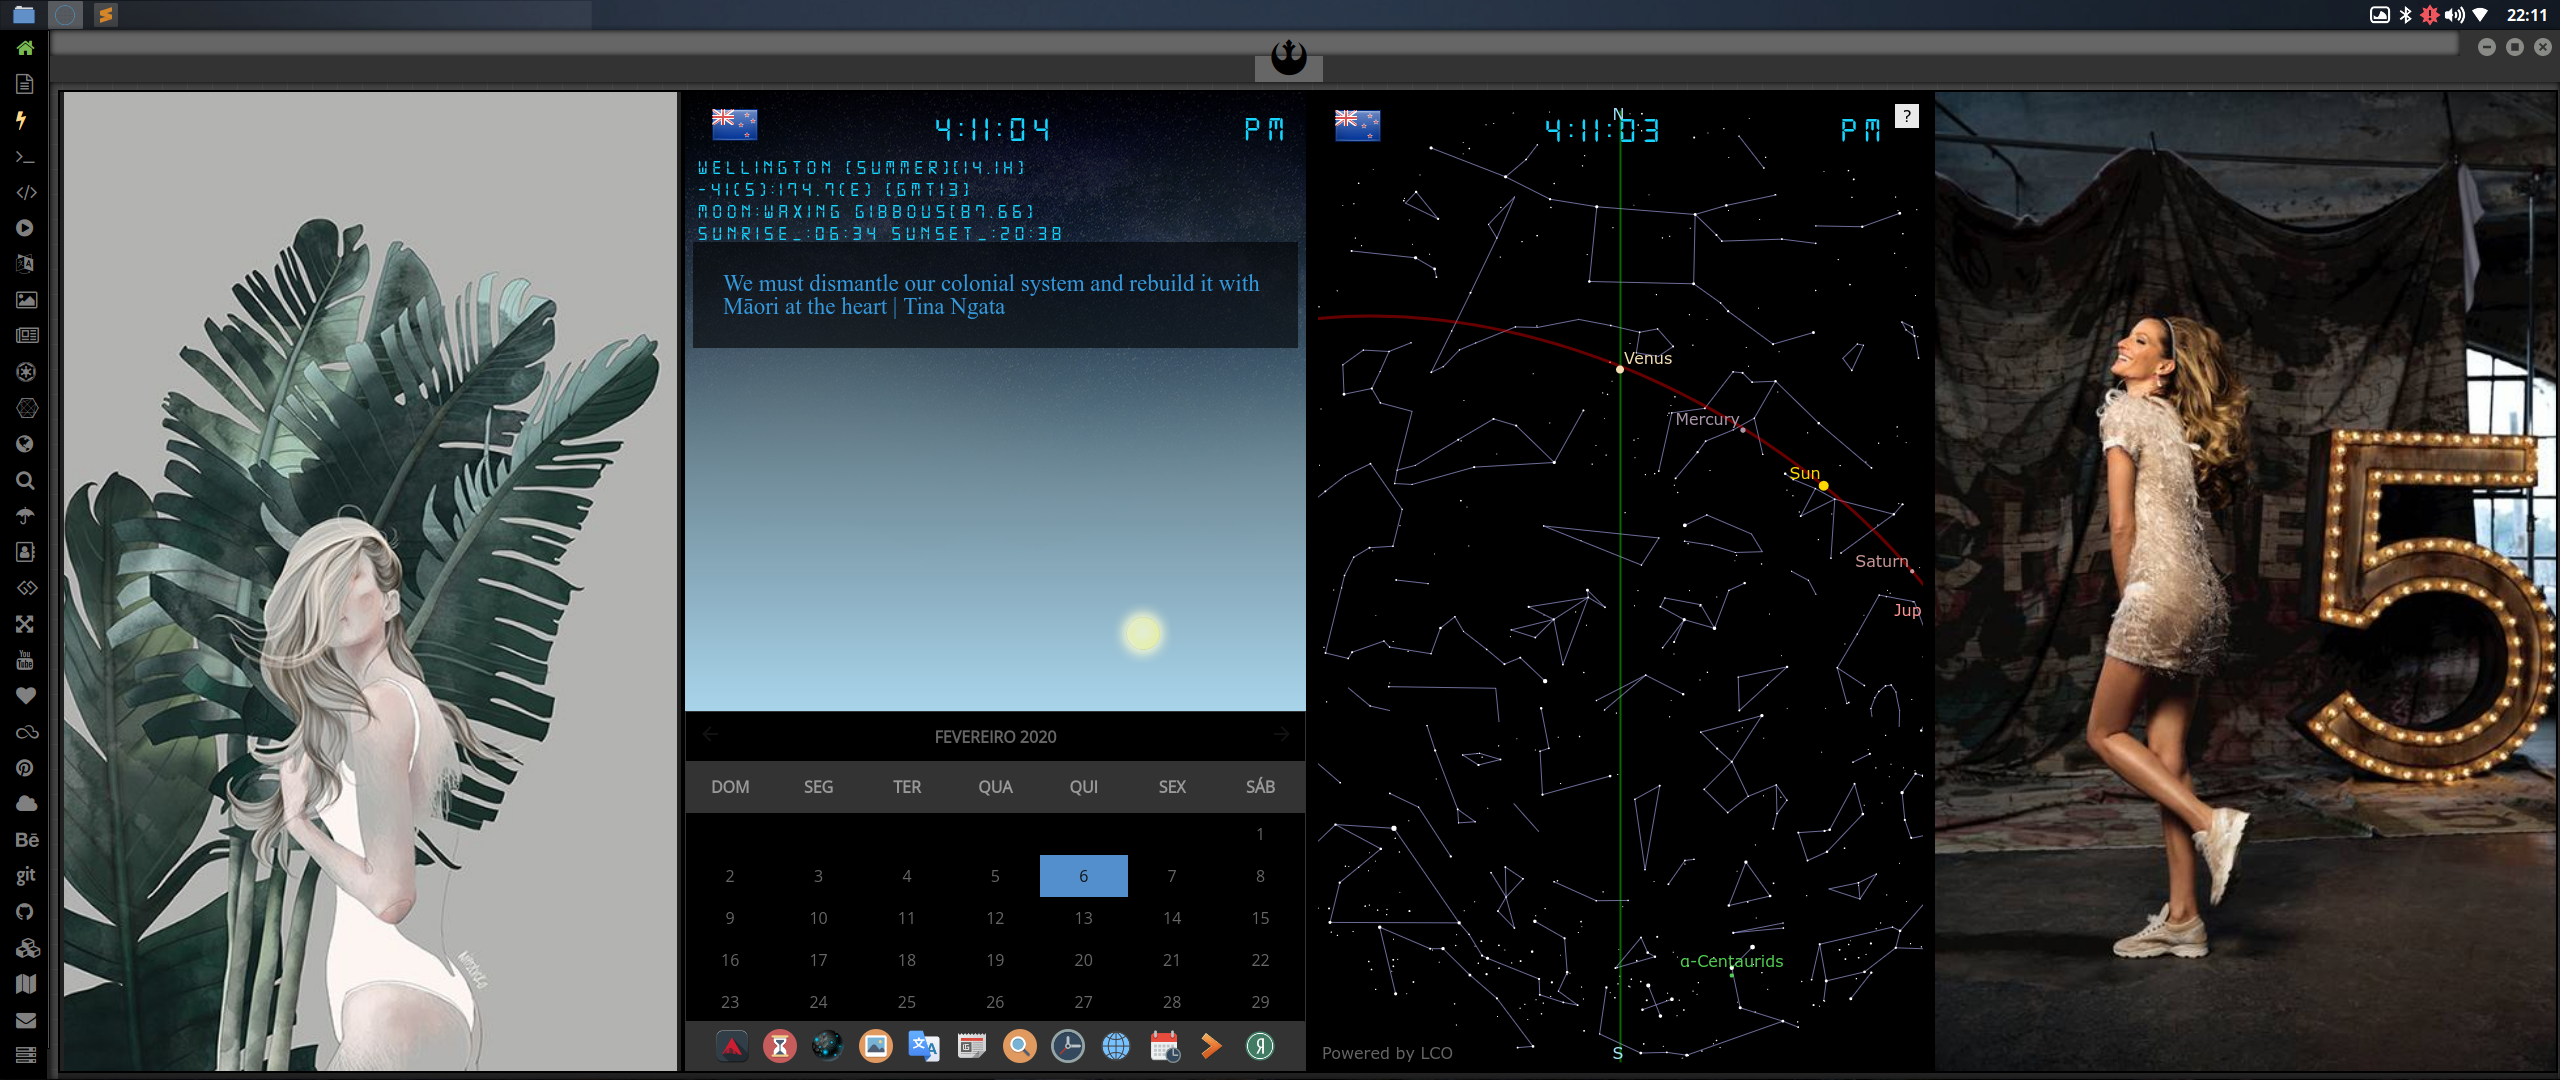 22:11
4:11:04 PM
WELLINGTON (SUMMER)[14.1H]
-41(S):174.7(E) (GMT13)
MOON:WAXING GIBBOUS(87.66)
SUNRISE_:06:34 SUNSET_:20:38
We must dismantle our colonial system and rebuild it with
Māori at the heart | Tina Ngata
FEVEREIRO 2020
DOM SEG TER QUA QUI SEX SÁB
1
2 3 4 5 6 7 8
9 10 11 12 13 14 15
16 17 18 19 20 21 22
23 24 25 26 27 28 29
4:11:03 PM
?
N
Venus
Mercury
Sun
Saturn
Jup
α-Centaurids
S
Powered by LCO
5
You
Tube
Bē
git